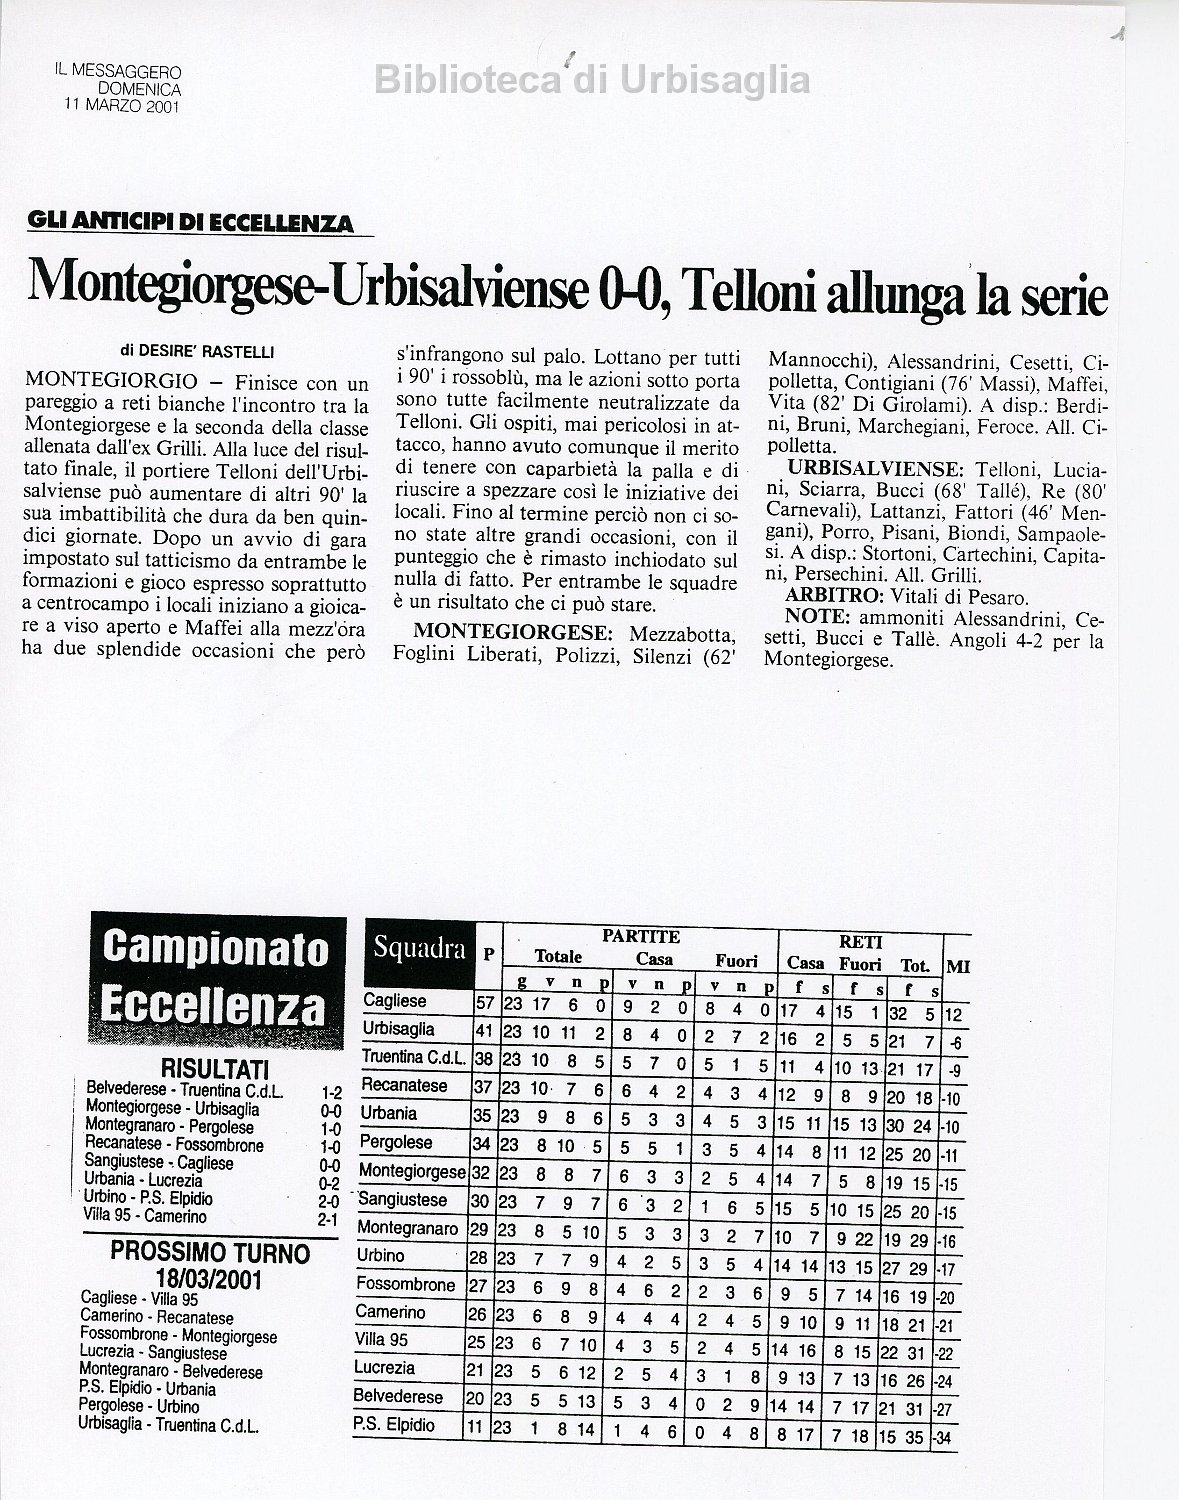 IL MESSAGGERO
DOMENICA
11 MARZO 2001
Biblioteca di Urbisaglia
GLI ANTICIPI DI ECCELLENZA
Montegiorgese-Urbisalviense 0-0, Telloni allunga la serie
di DESIRE' RASTELLI
MONTEGIORGIO – Finisce con un
pareggio a reti bianche l'incontro tra la
Montegiorgese e la seconda della classe
allenata dall'ex Grilli. Alla luce del risul-
tato finale, il portiere Telloni dell'Urbi-
salviense può aumentare di altri 90' la
sua imbattibilità che dura da ben quin-
dici giornate. Dopo un avvio di gara
impostato sul tatticismo da entrambe le
formazioni e gioco espresso soprattutto
a centrocampo i locali iniziano a gioica-
re a viso aperto e Maffei alla mezz'ora
ha due splendide occasioni che però
s'infrangono sul palo. Lottano per tutti
i 90' i rossoblù, ma le azioni sotto porta
sono tutte facilmente neutralizzate da
Telloni. Gli ospiti, mai pericolosi in at-
tacco, hanno avuto comunque il merito
di tenere con caparbietà la palla e di
riuscire a spezzare così le iniziative dei
locali. Fino al termine perciò non ci so-
no state altre grandi occasioni, con il
punteggio che è rimasto inchiodato sul
nulla di fatto. Per entrambe le squadre
è un risultato che ci può stare.
MONTEGIORGESE: Mezzabotta,
Foglini Liberati, Polizzi, Silenzi (62'
Mannocchi), Alessandrini, Cesetti, Ci-
polletta, Contigiani (76' Massi), Maffei,
Vita (82' Di Girolami). A disp.: Berdi-
ni, Bruni, Marchegiani, Feroce. All. Ci-
polletta.
URBISALVIENSE: Telloni, Lucia-
ni, Sciarra, Bucci (68' Tallé), Re (80'
Carnevali), Lattanzi, Fattori (46' Men-
gani), Porro, Pisani, Biondi, Sampaole-
si. A disp.: Stortoni, Cartechini, Capita-
ni, Persechini. All. Grilli.
ARBITRO: Vitali di Pesaro.
NOTE: ammoniti Alessandrini, Ce-
setti, Bucci e Tallè. Angoli 4-2 per la
Montegiorgese.
Campionato
Eccellenza
RISULTATI
Belvederese - Truentina C.d.L. 1-2
Montegiorgese - Urbisaglia 0-0
Montegranaro - Pergolese 1-0
Recanatese - Fossombrone 1-0
Sangiustese - Cagliese 0-0
Urbania - Lucrezia 0-2
Urbino - P.S. Elpidio 2-0
Villa 95 - Camerino 2-1
PROSSIMO TURNO
18/03/2001
Cagliese - Villa 95
Camerino - Recanatese
Fossombrone - Montegiorgese
Lucrezia - Sangiustese
Montegranaro - Belvederese
P.S. Elpidio - Urbania
Pergolese - Urbino
Urbisaglia - Truentina C.d.L.
Squadra P PARTITE RETI MI
Totale Casa Fuori Casa Fuori Tot.
g v n p v n p v n p f s f s f s
Cagliese 57 23 17 6 0 9 2 0 8 4 0 17 4 15 1 32 5 12
Urbisaglia 41 23 10 11 2 8 4 0 2 7 2 16 2 5 5 21 7 -6
Truentina C.d.L. 38 23 10 8 5 5 7 0 5 1 5 11 4 10 13 21 17 -9
Recanatese 37 23 10 7 6 6 4 2 4 3 4 12 9 8 9 20 18 -10
Urbania 35 23 9 8 6 5 3 3 4 5 3 15 11 15 13 30 24 -10
Pergolese 34 23 8 10 5 5 5 1 3 5 4 14 8 11 12 25 20 -11
Montegiorgese 32 23 8 8 7 6 3 3 2 5 4 14 7 5 8 19 15 -15
Sangiustese 30 23 7 9 7 6 3 2 1 6 5 15 5 10 15 25 20 -15
Montegranaro 29 23 8 5 10 5 3 3 3 2 7 10 7 9 22 19 29 -16
Urbino 28 23 7 7 9 4 2 5 3 5 4 14 14 13 15 27 29 -17
Fossombrone 27 23 6 9 8 4 6 2 2 3 6 9 5 7 14 16 19 -20
Camerino 26 23 6 8 9 4 4 4 2 4 5 9 10 9 11 18 21 -21
Villa 95 25 23 6 7 10 4 3 5 2 4 5 14 16 8 15 22 31 -22
Lucrezia 21 23 5 6 12 2 5 4 3 1 8 9 13 7 13 16 26 -24
Belvederese 20 23 5 5 13 5 3 4 0 2 9 14 14 7 17 21 31 -27
P.S. Elpidio 11 23 1 8 14 1 4 6 0 4 8 8 17 7 18 15 35 -34